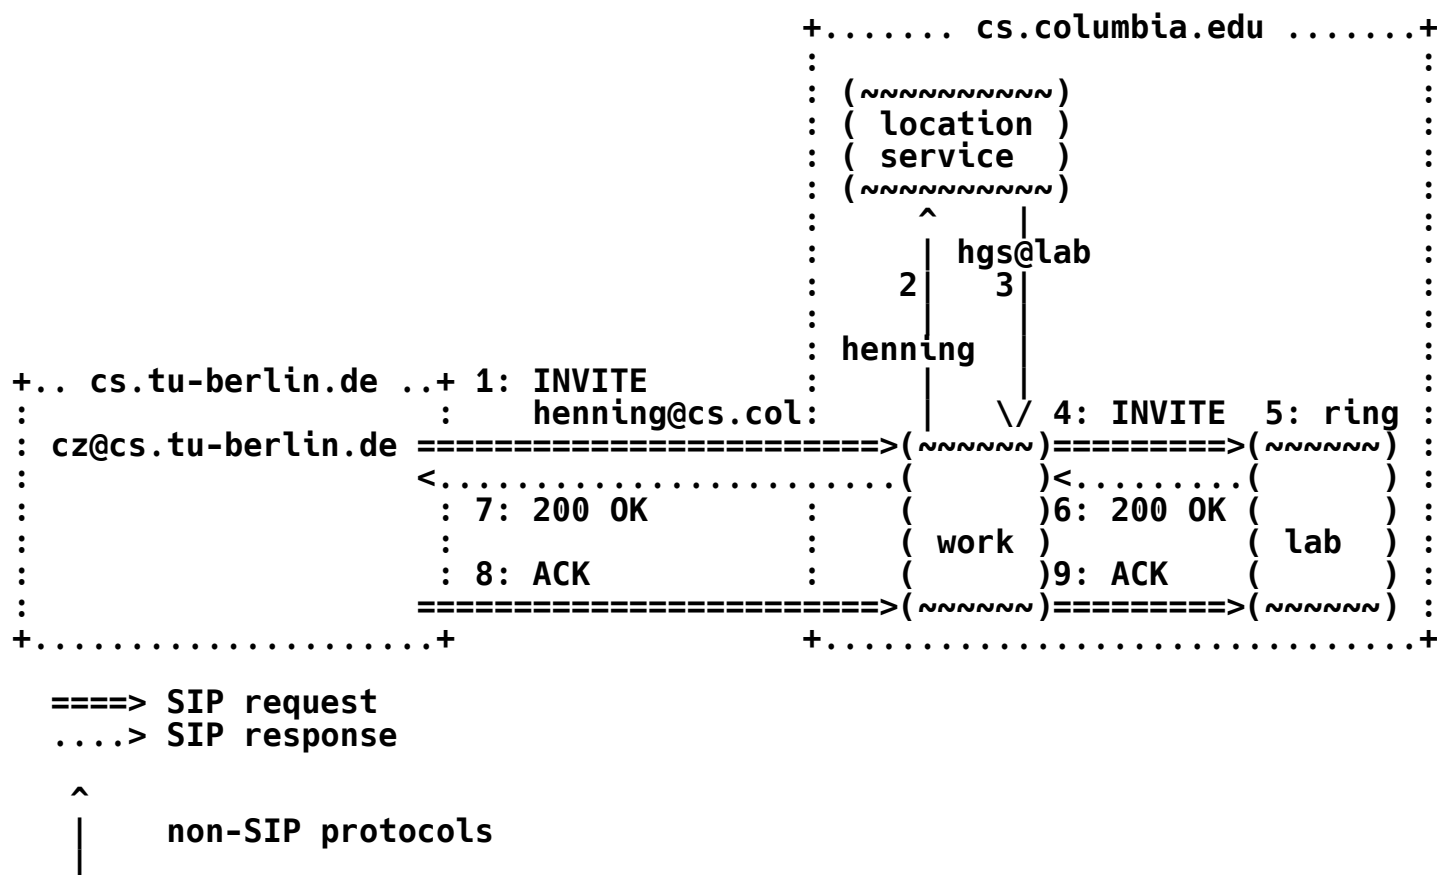 +....... cs.columbia.edu .......+
:                               :
: (~~~~~~~~~~)                  :
: ( location )                  :
: ( service  )                  :
: (~~~~~~~~~~)                  :
:     ^    |                    :
:     | hgs@lab                 :
:    2|   3|                    :
:     |    |                    :
: henning  |                    :
+.. cs.tu-berlin.de ..+ 1: INVITE        :     |    |                    :
:                     :    henning@cs.col:     |   \/ 4: INVITE  5: ring :
: cz@cs.tu-berlin.de ========================>(~~~~~~)=========>(~~~~~~) :
:                    <........................(      )<.........(      ) :
:                     : 7: 200 OK        :    (      )6: 200 OK (      ) :
:                     :                  :    ( work )          ( lab  ) :
:                     : 8: ACK           :    (      )9: ACK    (      ) :
:                    ========================>(~~~~~~)=========>(~~~~~~) :
+.....................+                  +...............................+
====> SIP request
....> SIP response
^
|    non-SIP protocols
|